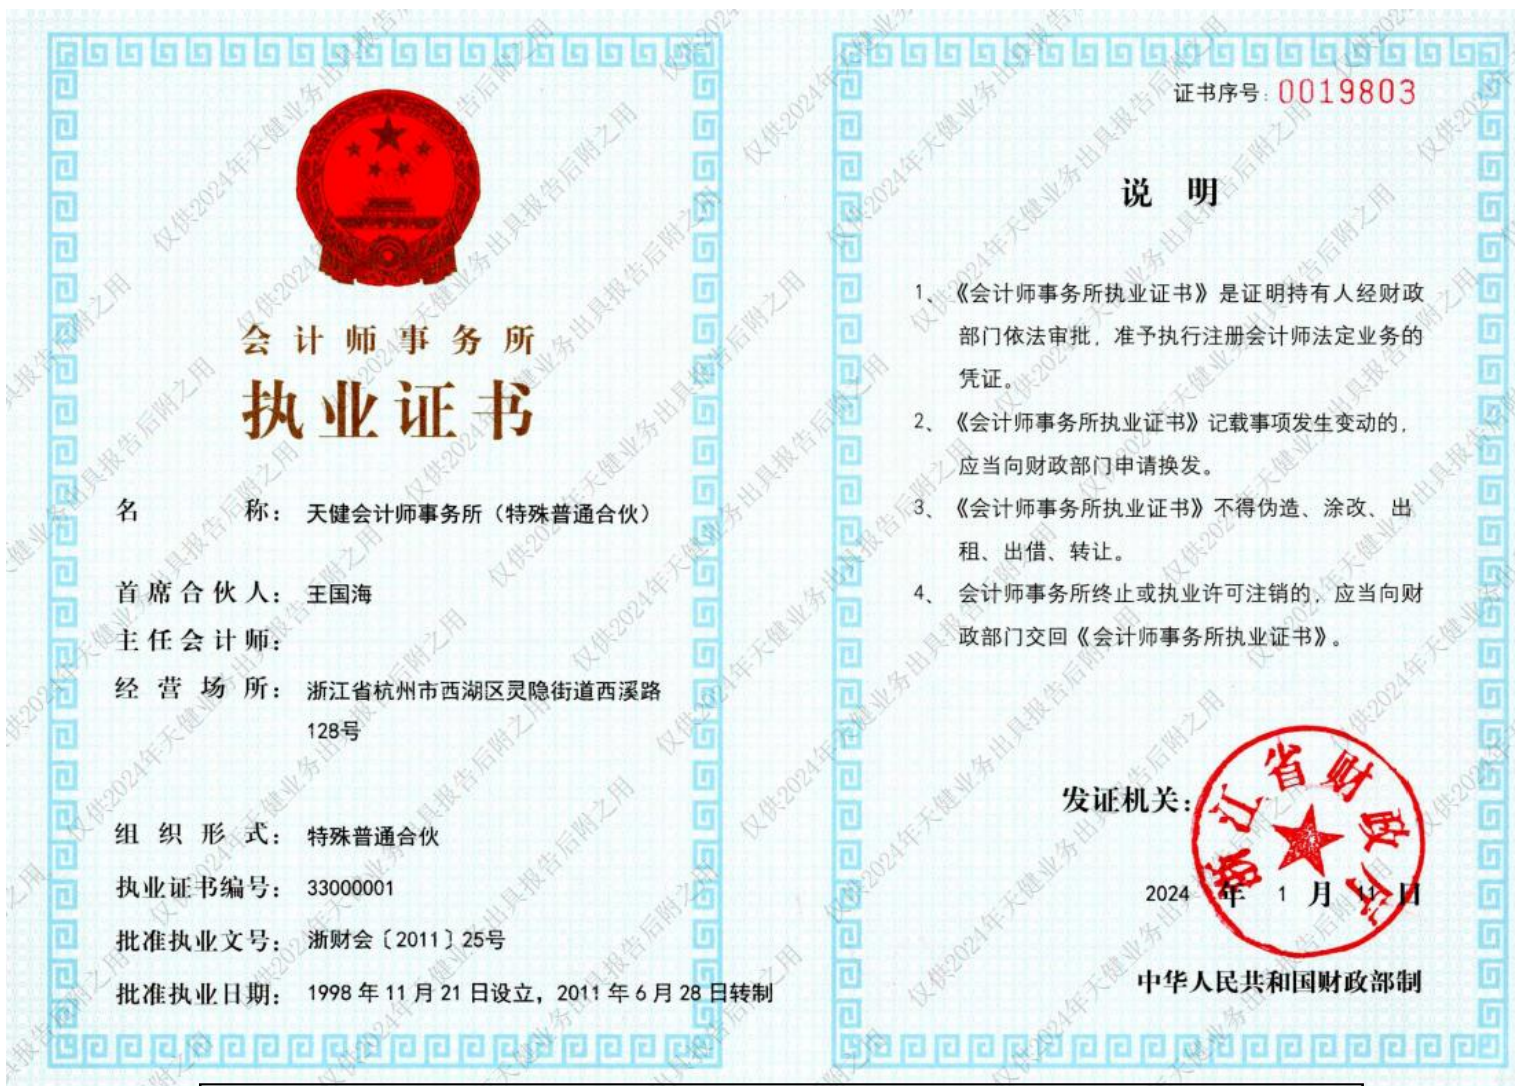 会计师事务所
执业证书
名 称: 天健会计师事务所（特殊普通合伙）
首席合伙人: 王国海
主任会计师:
经营场所: 浙江省杭州市西湖区灵隐街道西溪路
128号
组织形式: 特殊普通合伙
执业证书编号: 33000001
批准执业文号: 浙财会〔2011〕25号
批准执业日期: 1998年11月21日设立，2011年6月28日转制
证书序号: 0019803
说 明
1、《会计师事务所执业证书》是证明持有人经财政
部门依法审批，准予执行注册会计师法定业务的
凭证。
2、《会计师事务所执业证书》记载事项发生变动的，
应当向财政部门申请换发。
3、《会计师事务所执业证书》不得伪造、涂改、出
租、出借、转让。
4、会计师事务所终止或执业许可注销的，应当向财
政部门交回《会计师事务所执业证书》。
发证机关:
浙江省财政厅
2024年1月11日
中华人民共和国财政部制
仅供2024年天健业务出具报告后附之用